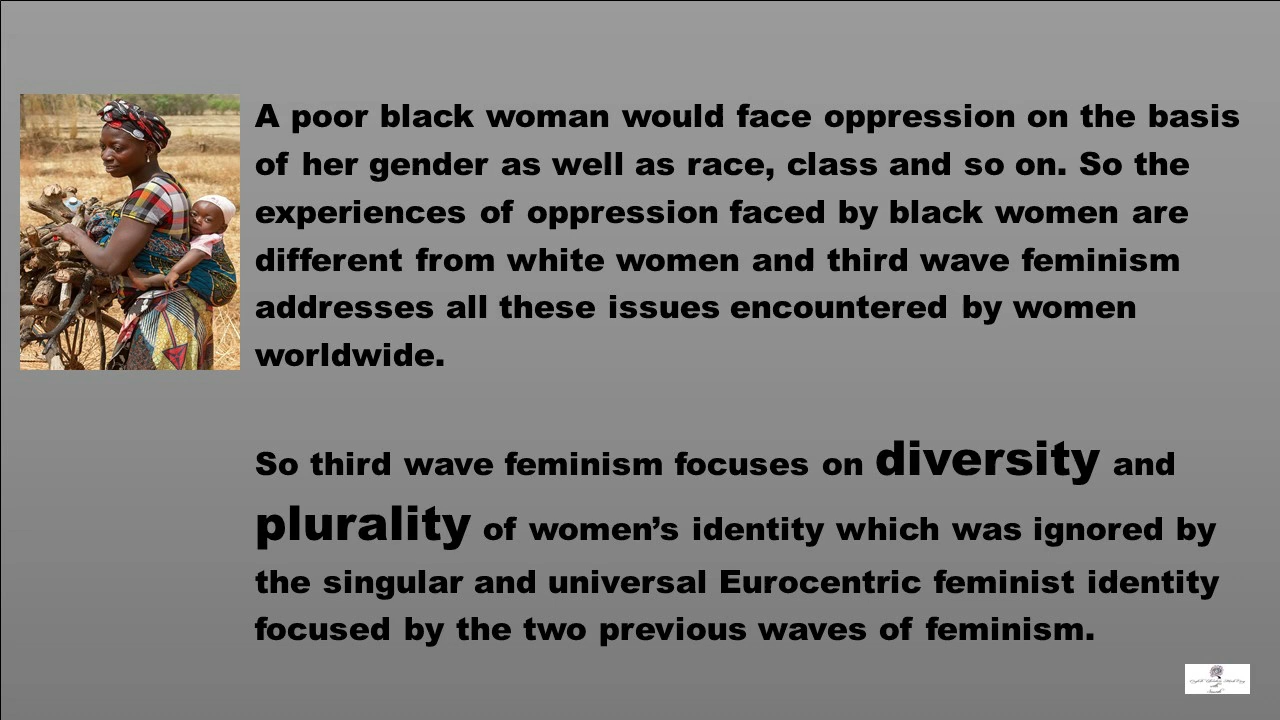 A poor black woman would face oppression on the basis
of her gender as well as race, class and so on. So the
experiences of oppression faced by black women are
different from white women and third wave feminism
addresses all these issues encountered by women
worldwide.
So third wave feminism focuses on diversity and
plurality of women’s identity which was ignored by
the singular and universal Eurocentric feminist identity
focused by the two previous waves of feminism.